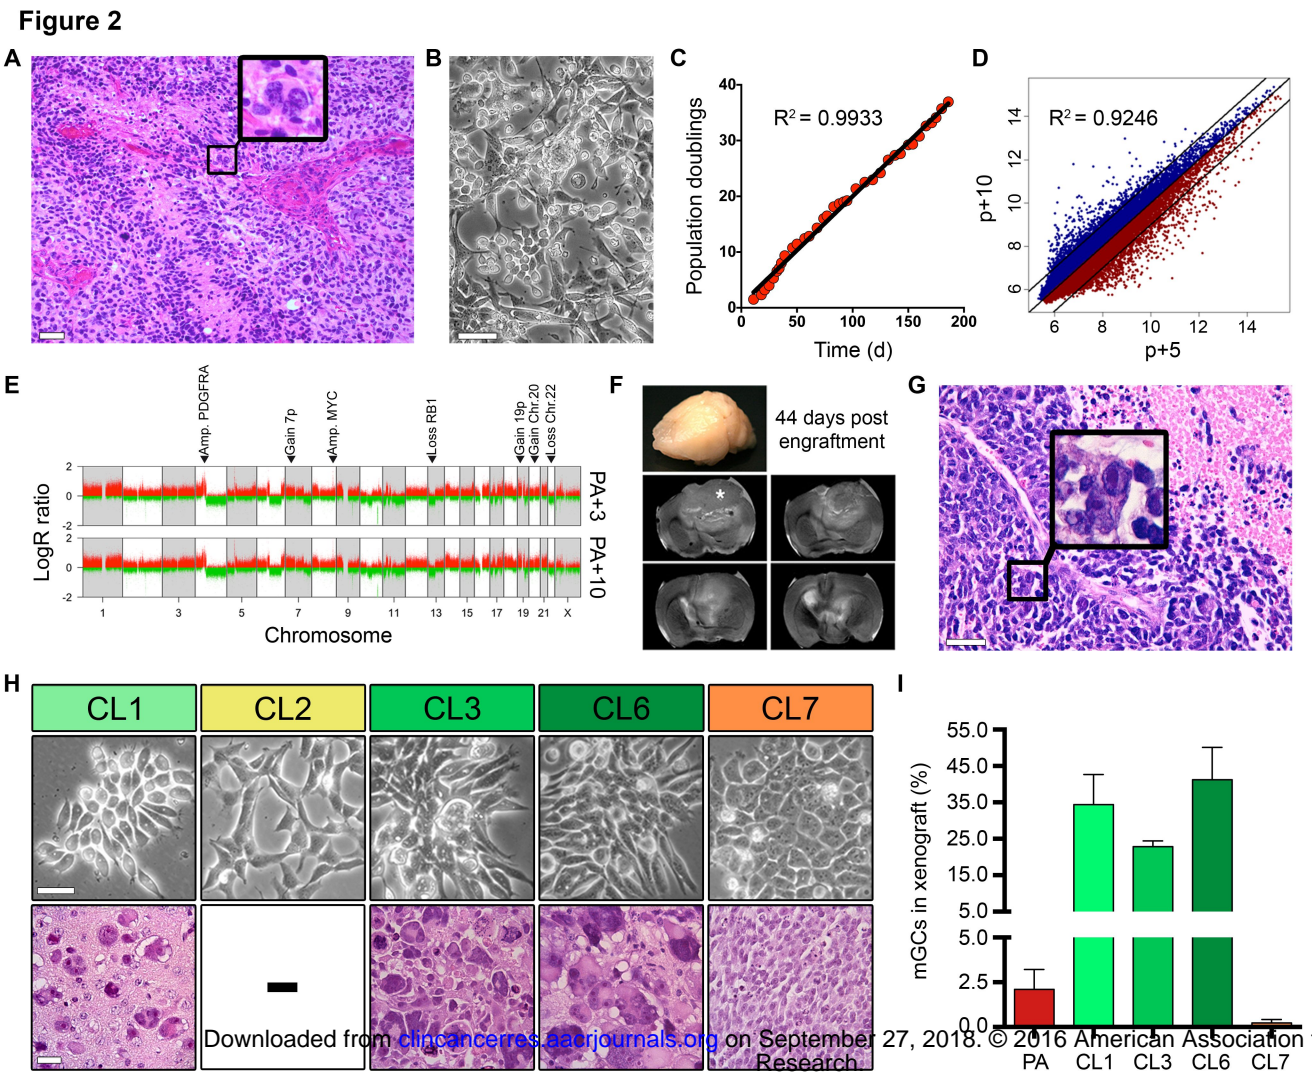 Figure 2
A
B
C
D
40
30
20
10
0
Population doublings
R² = 0.9933
0
50
100
150
200
Time (d)
14
12
10
8
6
p+10
R² = 0.9246
6
8
10
12
14
p+5
E
Amp. PDGFRA
Gain 7p
Amp. MYC
Loss RB1
Gain 19p
Gain Chr.20
Loss Chr.22
LogR ratio
2
0
-2
PA+3
2
0
-2
PA+10
1
3
5
7
9
11
13
15
17
19
21
X
Chromosome
F
44 days post
engraftment
*
G
H
CL1
CL2
CL3
CL6
CL7
I
mGCs in xenograft (%)
55.0
45.0
35.0
25.0
15.0
5.0
5.0
2.5
0.0
PA
CL1
CL3
CL6
CL7
Downloaded from clincancerres.aacrjournals.org on September 27, 2018. © 2016 American Association
Research.